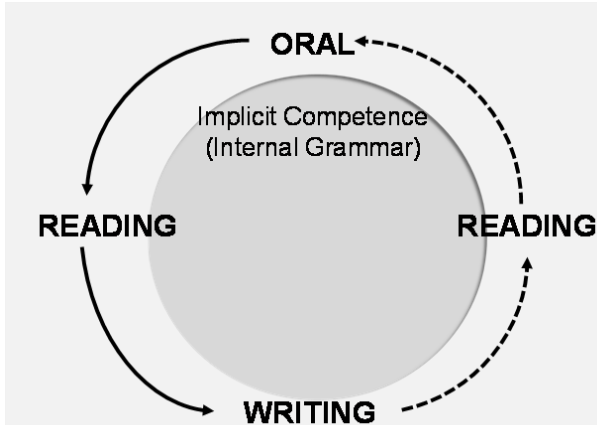 ORAL
Implicit Competence
(Internal Grammar)
READING
READING
WRITING